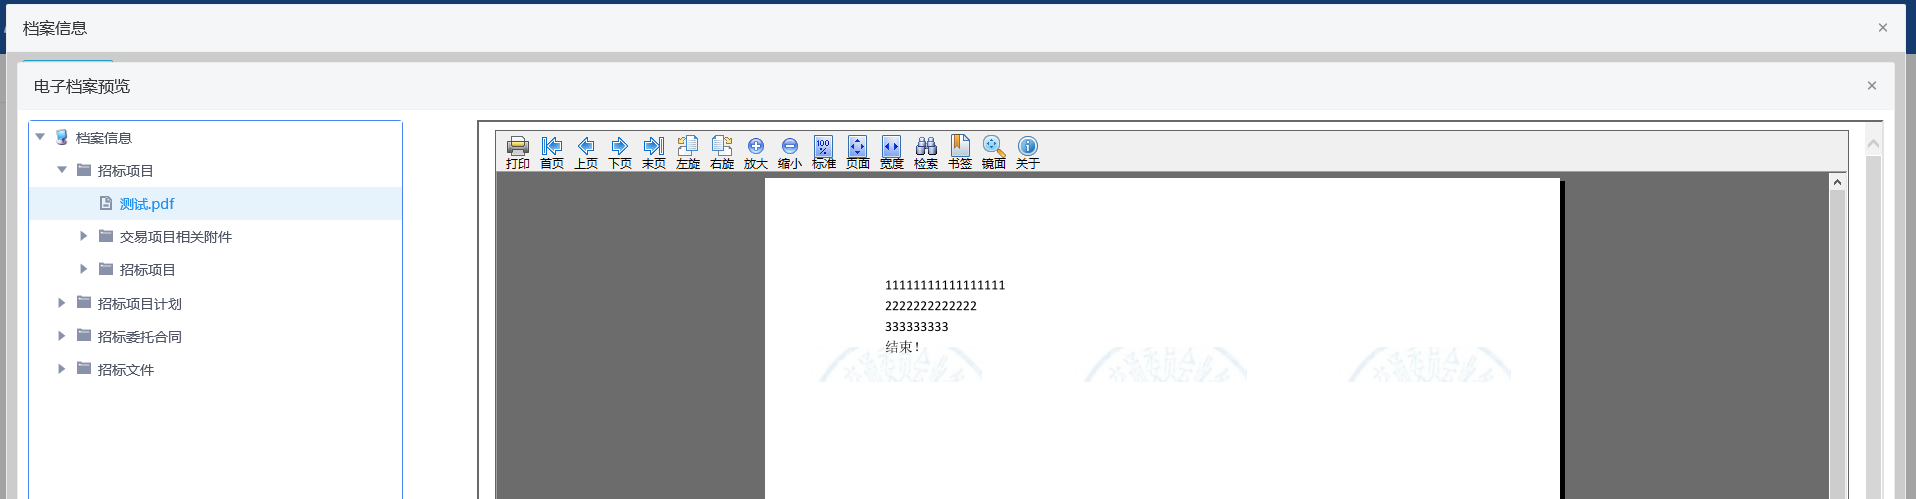 档案信息
×
电子档案预览
×
档案信息
招标项目
测试.pdf
交易项目相关附件
招标项目
招标项目计划
招标委托合同
招标文件
打印 首页 上页 下页 末页 左旋 右旋 放大 缩小 标准 页面 宽度 检索 书签 镜面 关于
11111111111111111
2222222222222
333333333
结束！